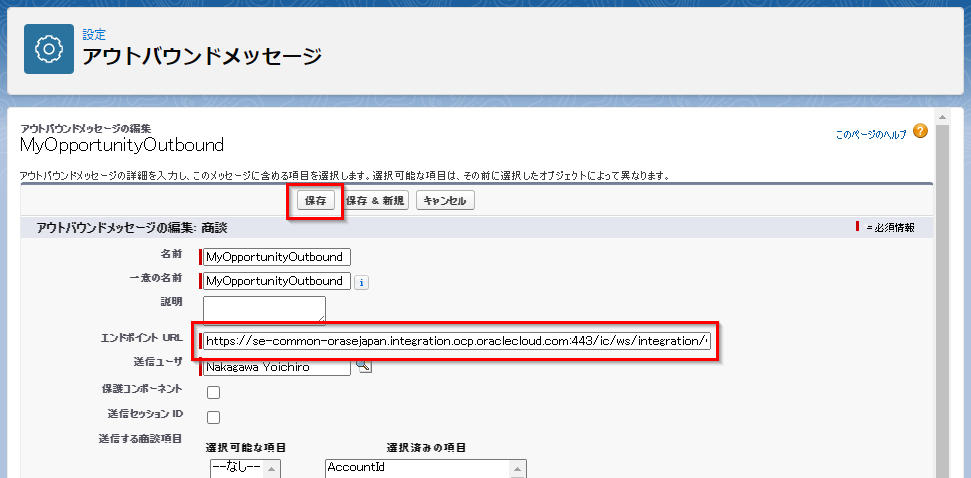 設定
アウトバウンドメッセージ
アウトバウンドメッセージの編集
MyOpportunityOutbound
このページのヘルプ ?
アウトバウンドメッセージの詳細を入力し、このメッセージに含める項目を選択します。選択可能な項目は、その前に選択したオブジェクトによって異なります。
保存 保存 & 新規 キャンセル
アウトバウンドメッセージの編集: 商談 = 必須情報
名前 MyOpportunityOutbound
一意の名前 MyOpportunityOutbound i
説明
エンドポイント URL https://se-common-orasejapan.integration.ocp.oraclecloud.com:443/ic/ws/integration/
送信ユーザ Nakagawa Yoichiro
保護コンポーネント
送信セッション ID
送信する商談項目
選択可能な項目 選択済みの項目
--なし-- AccountId